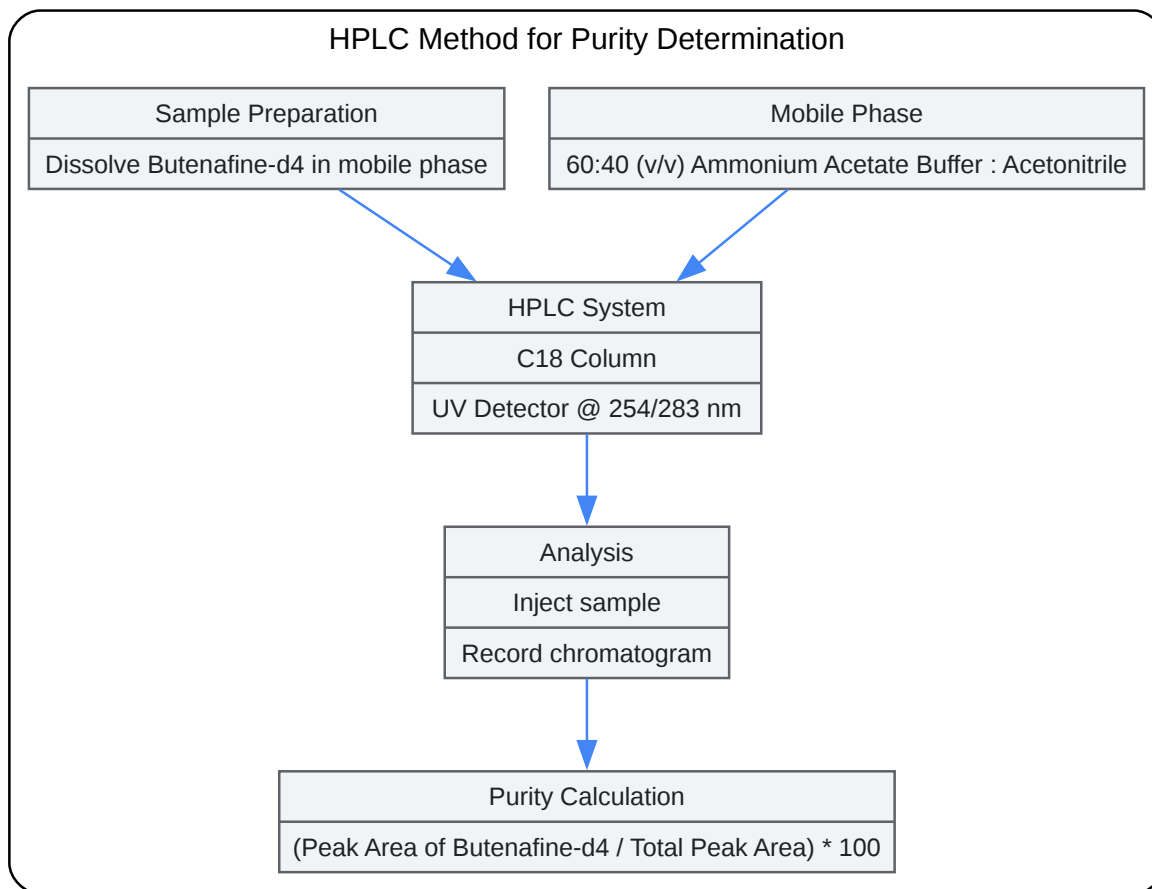 HPLC Method for Purity Determination
Sample Preparation
Dissolve Butenafine-d4 in mobile phase
Mobile Phase
60:40 (v/v) Ammonium Acetate Buffer : Acetonitrile
HPLC System
C18 Column
UV Detector @ 254/283 nm
Analysis
Inject sample
Record chromatogram
Purity Calculation
(Peak Area of Butenafine-d4 / Total Peak Area) * 100